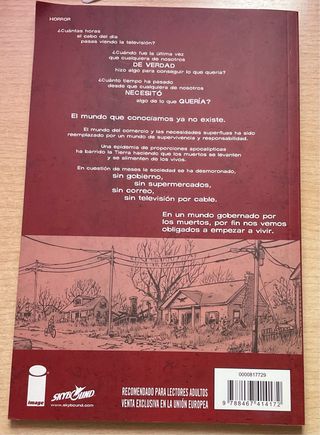 HORROR
¿Cuántas horas
al cabo del día
pasas viendo la televisión?
¿Cuándo fue la última vez
que cualquiera de nosotros
DE VERDAD
hizo algo para conseguir lo que quería?
¿Cuánto tiempo ha pasado
desde que cualquiera de nosotros
NECESITÓ
algo de lo que QUERÍA?
El mundo que conocíamos ya no existe.
El mundo del comercio y las necesidades superfluas ha sido
reemplazado por un mundo de supervivencia y responsabilidad.
Una epidemia de proporciones apocalípticas
ha barrido la Tierra haciendo que los muertos se levanten
y se alimenten de los vivos.
En cuestión de meses la sociedad se ha desmoronado,
sin gobierno,
sin supermercados,
sin correo,
sin televisión por cable.
En un mundo gobernado por
los muertos, por fin nos vemos
obligados a empezar a vivir.
image
SKYBOUND
www.skybound.com
RECOMENDADO PARA LECTORES ADULTOS
VENTA EXCLUSIVA EN LA UNIÓN EUROPEA
0000817729
9 788467 414172